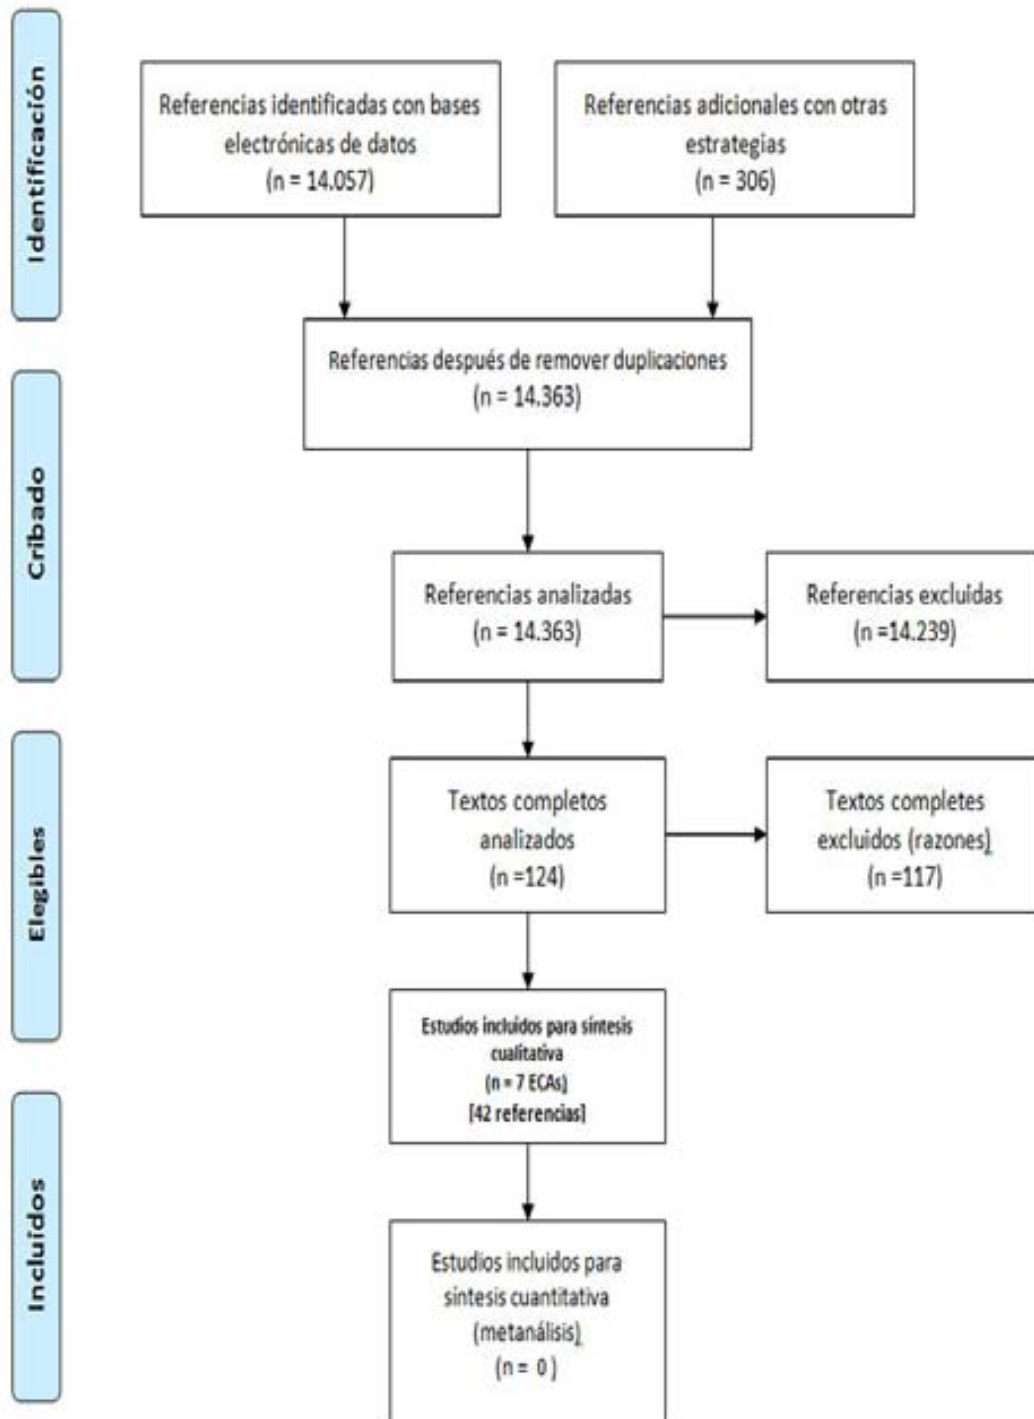 Identificación
Referencias identificadas con bases
electrónicas de datos
(n = 14.057)
Referencias adicionales con otras
estrategias
(n = 306)
Referencias después de remover duplicaciones
(n = 14.363)
Cribado
Referencias analizadas
(n = 14.363)
Referencias excluidas
(n =14.239)
Elegibles
Textos completos
analizados
(n =124)
Textos completes
excluidos (razones)
(n =117)
Estudios incluidos para síntesis
cualitativa
(n = 7 ECAs)
[42 referencias]
Incluídos
Estudios incluidos para
síntesis cuantitativa
(metanálisis)
(n = 0 )